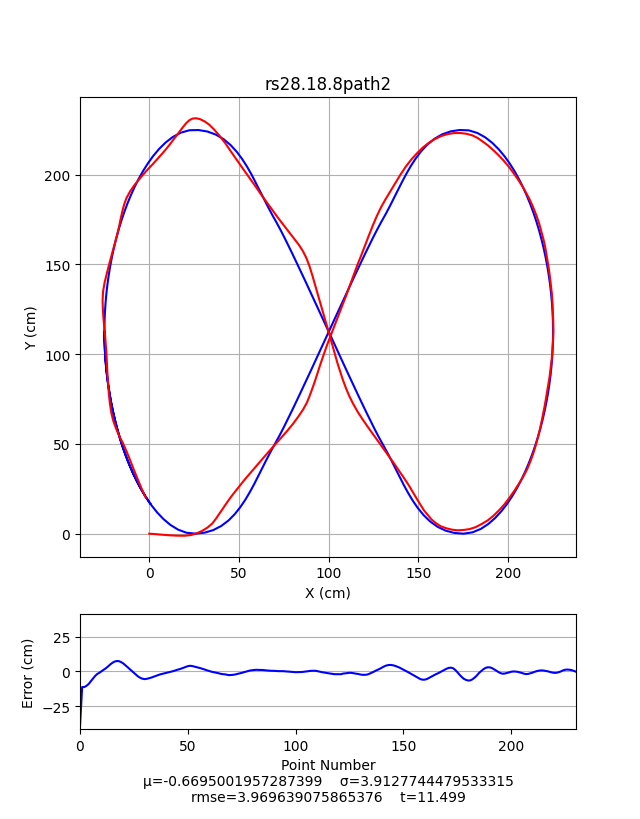 rs28.18.8path2
200
150
100
50
0
Y (cm)
0 50 100 150 200
X (cm)
25
0
−25
Error (cm)
0 50 100 150 200
Point Number
μ=-0.6695001957287399 σ=3.9127744479533315
rmse=3.969639075865376 t=11.499